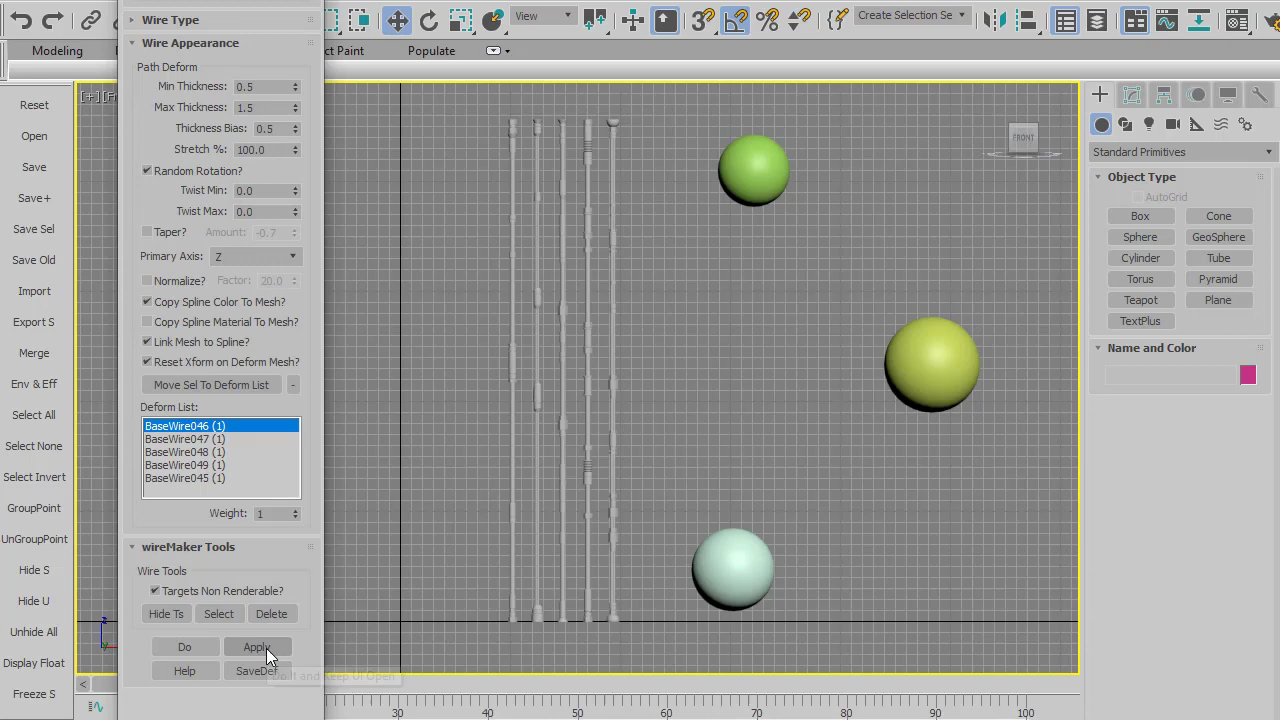 View
Create Selection Se
Modeling
ct Paint
Populate
Wire Type
Wire Appearance
Path Deform
Min Thickness: 0.5
Max Thickness: 1.5
Thickness Bias: 0.5
Stretch %: 100.0
Random Rotation?
Twist Min: 0.0
Twist Max: 0.0
Taper? Amount: -0.7
Primary Axis: Z
Normalize? Factor: 20.0
Copy Spline Color To Mesh?
Copy Spline Material To Mesh?
Link Mesh to Spline?
Reset Xform on Deform Mesh?
Move Sel To Deform List -
Deform List:
BaseWire046 (1)
BaseWire047 (1)
BaseWire048 (1)
BaseWire049 (1)
BaseWire045 (1)
Weight: 1
wireMaker Tools
Wire Tools
Targets Non Renderable?
Hide Ts Select Delete
Do Apply
Help SaveDef
Do It and Keep UI Open
Reset
Open
Save
Save+
Save Sel
Save Old
Import
Export S
Merge
Env & Eff
Select All
Select None
Select Invert
GroupPoint
UnGroupPoint
Hide S
Hide U
Unhide All
Display Float
Freeze S
[+]
FRONT
z
Standard Primitives
Object Type
AutoGrid
Box Cone
Sphere GeoSphere
Cylinder Tube
Torus Pyramid
Teapot Plane
TextPlus
Name and Color
30 40 50 60 70 80 90 100